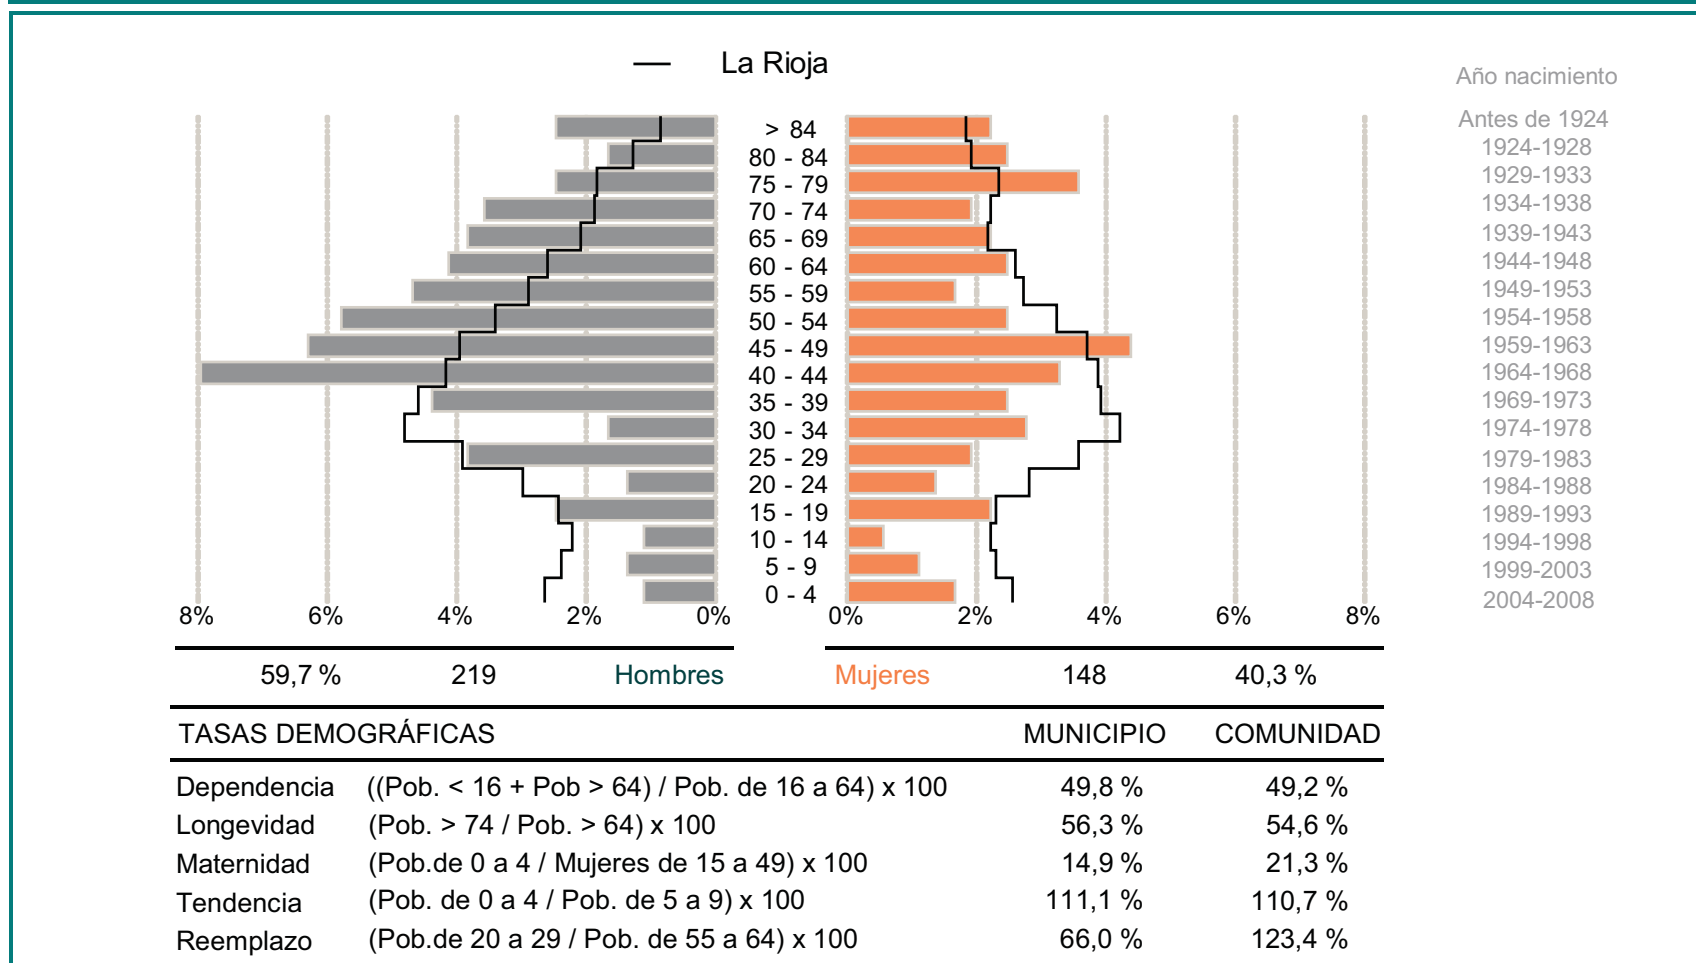 La Rioja
Año nacimiento
> 84 Antes de 1924
80 - 84 1924-1928
75 - 79 1929-1933
70 - 74 1934-1938
65 - 69 1939-1943
60 - 64 1944-1948
55 - 59 1949-1953
50 - 54 1954-1958
45 - 49 1959-1963
40 - 44 1964-1968
35 - 39 1969-1973
30 - 34 1974-1978
25 - 29 1979-1983
20 - 24 1984-1988
15 - 19 1989-1993
10 - 14 1994-1998
5 - 9 1999-2003
0 - 4 2004-2008
8% 6% 4% 2% 0% 0% 2% 4% 6% 8%
59,7 % 219 Hombres Mujeres 148 40,3 %
TASAS DEMOGRÁFICAS MUNICIPIO COMUNIDAD
Dependencia ((Pob. < 16 + Pob > 64) / Pob. de 16 a 64) x 100 49,8 % 49,2 %
Longevidad (Pob. > 74 / Pob. > 64) x 100 56,3 % 54,6 %
Maternidad (Pob.de 0 a 4 / Mujeres de 15 a 49) x 100 14,9 % 21,3 %
Tendencia (Pob. de 0 a 4 / Pob. de 5 a 9) x 100 111,1 % 110,7 %
Reemplazo (Pob.de 20 a 29 / Pob. de 55 a 64) x 100 66,0 % 123,4 %